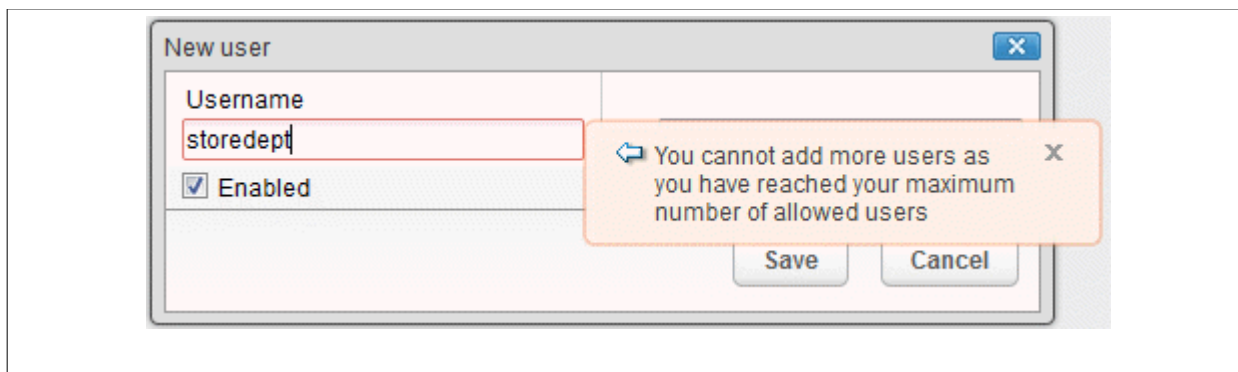 New user
Username
storedept
Enabled
You cannot add more users as
you have reached your maximum
number of allowed users
x
Save
Cancel